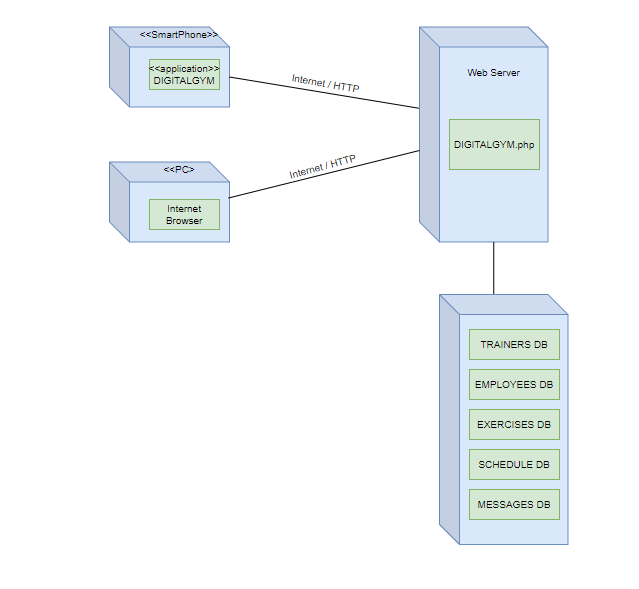 <<SmartPhone>>
<<application>>
DIGITALGYM
Internet / HTTP
Web Server
DIGITALGYM.php
Internet / HTTP
<<PC>
Internet
Browser
TRAINERS DB
EMPLOYEES DB
EXERCISES DB
SCHEDULE DB
MESSAGES DB